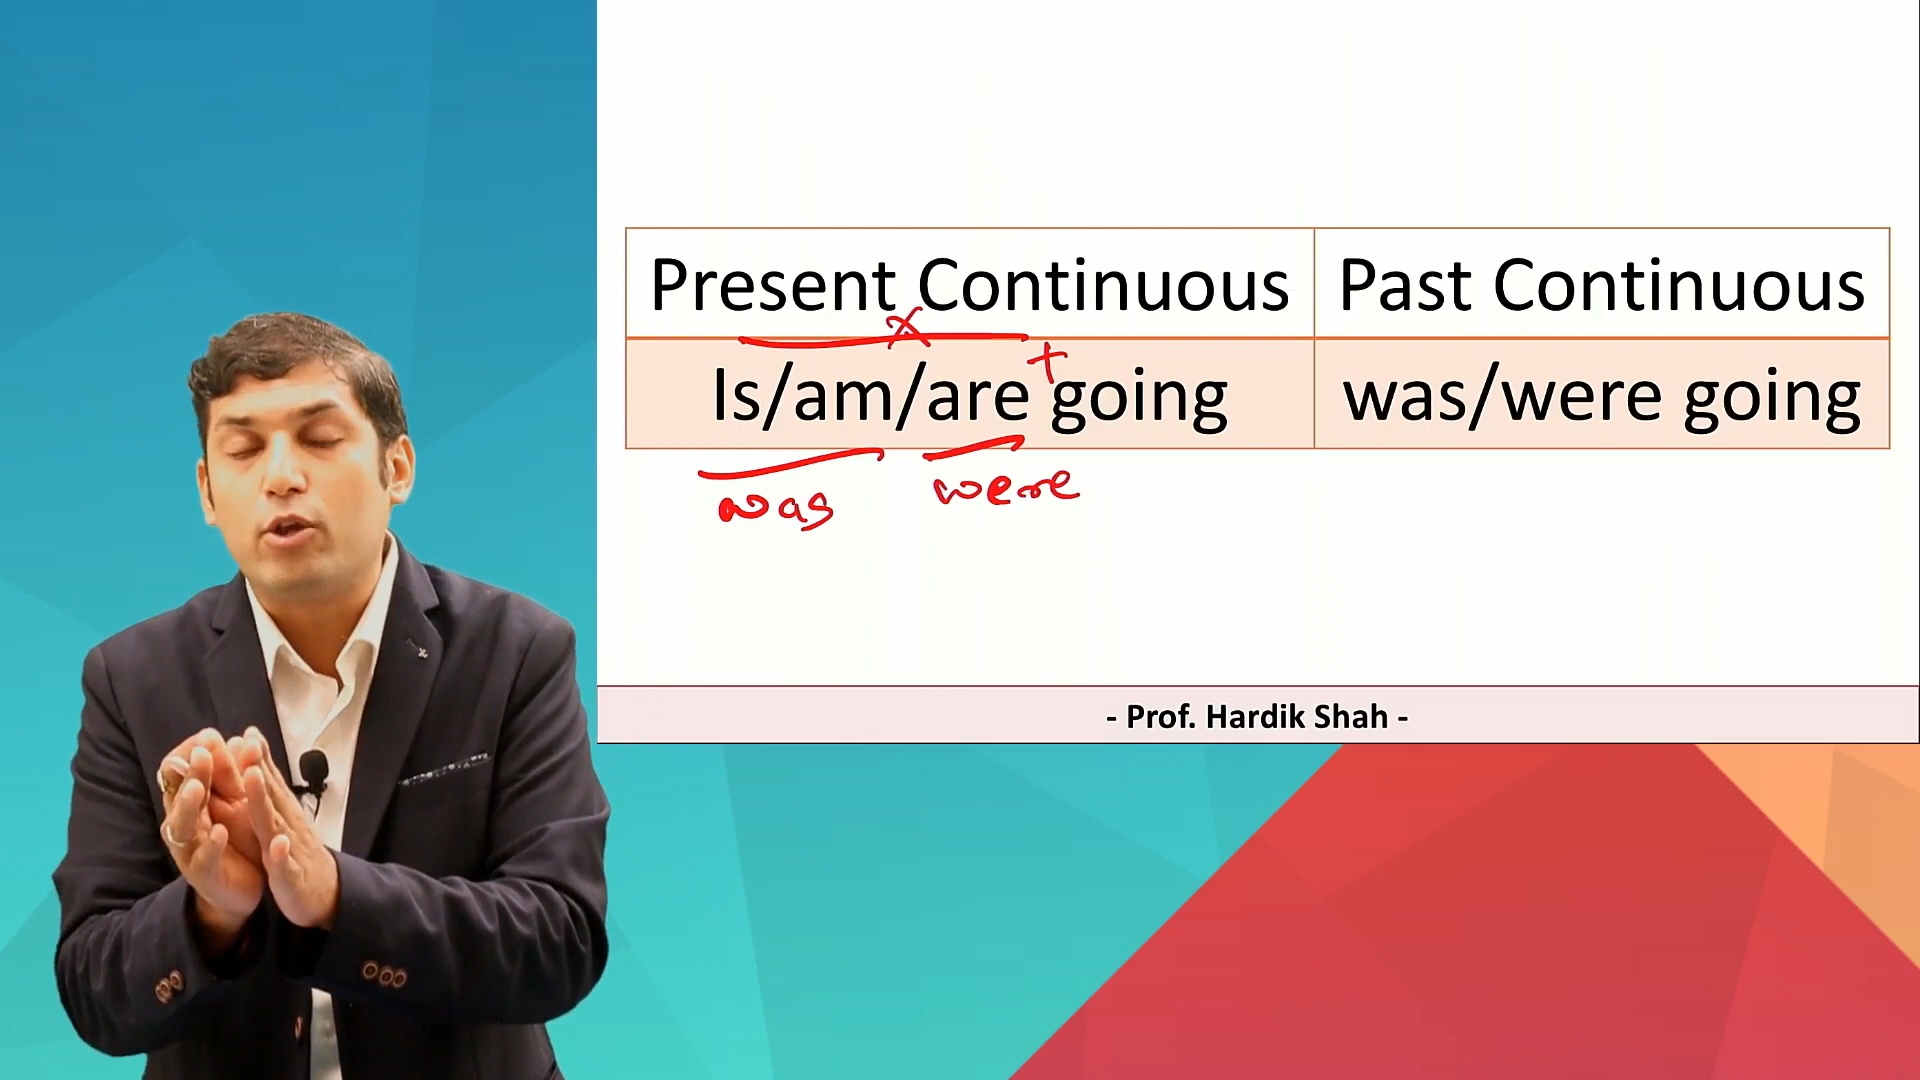 Present Continuous Past Continuous
x
+
Is/am/are going was/were going
was were
- Prof. Hardik Shah -